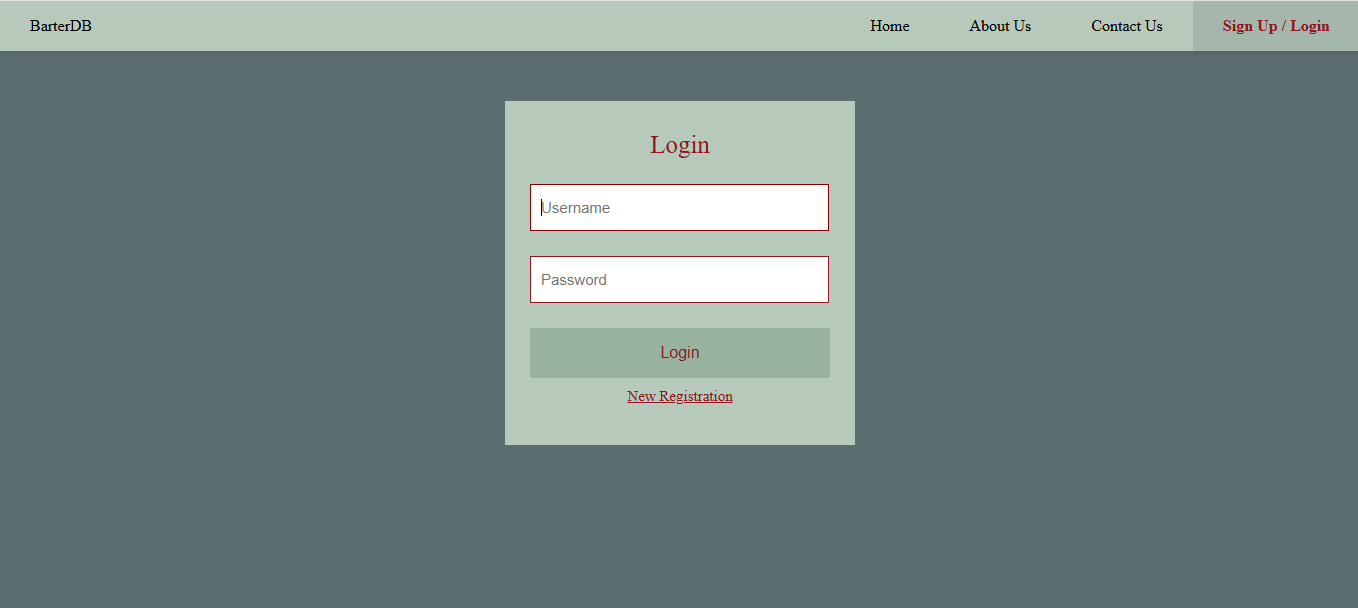 BarterDB Home About Us Contact Us Sign Up / Login
Login
Username
Password
Login
New Registration